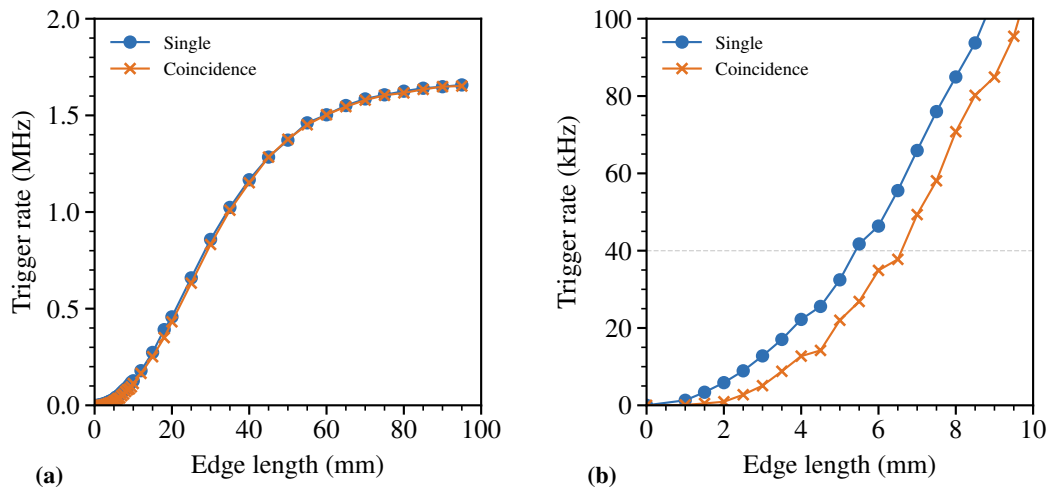 2.0
1.5
1.0
0.5
0.0
Trigger rate (MHz)
Single
Coincidence
0
20
40
60
80
100
Edge length (mm)
(a)
100
80
60
40
20
0
Trigger rate (kHz)
Single
Coincidence
0
2
4
6
8
10
Edge length (mm)
(b)